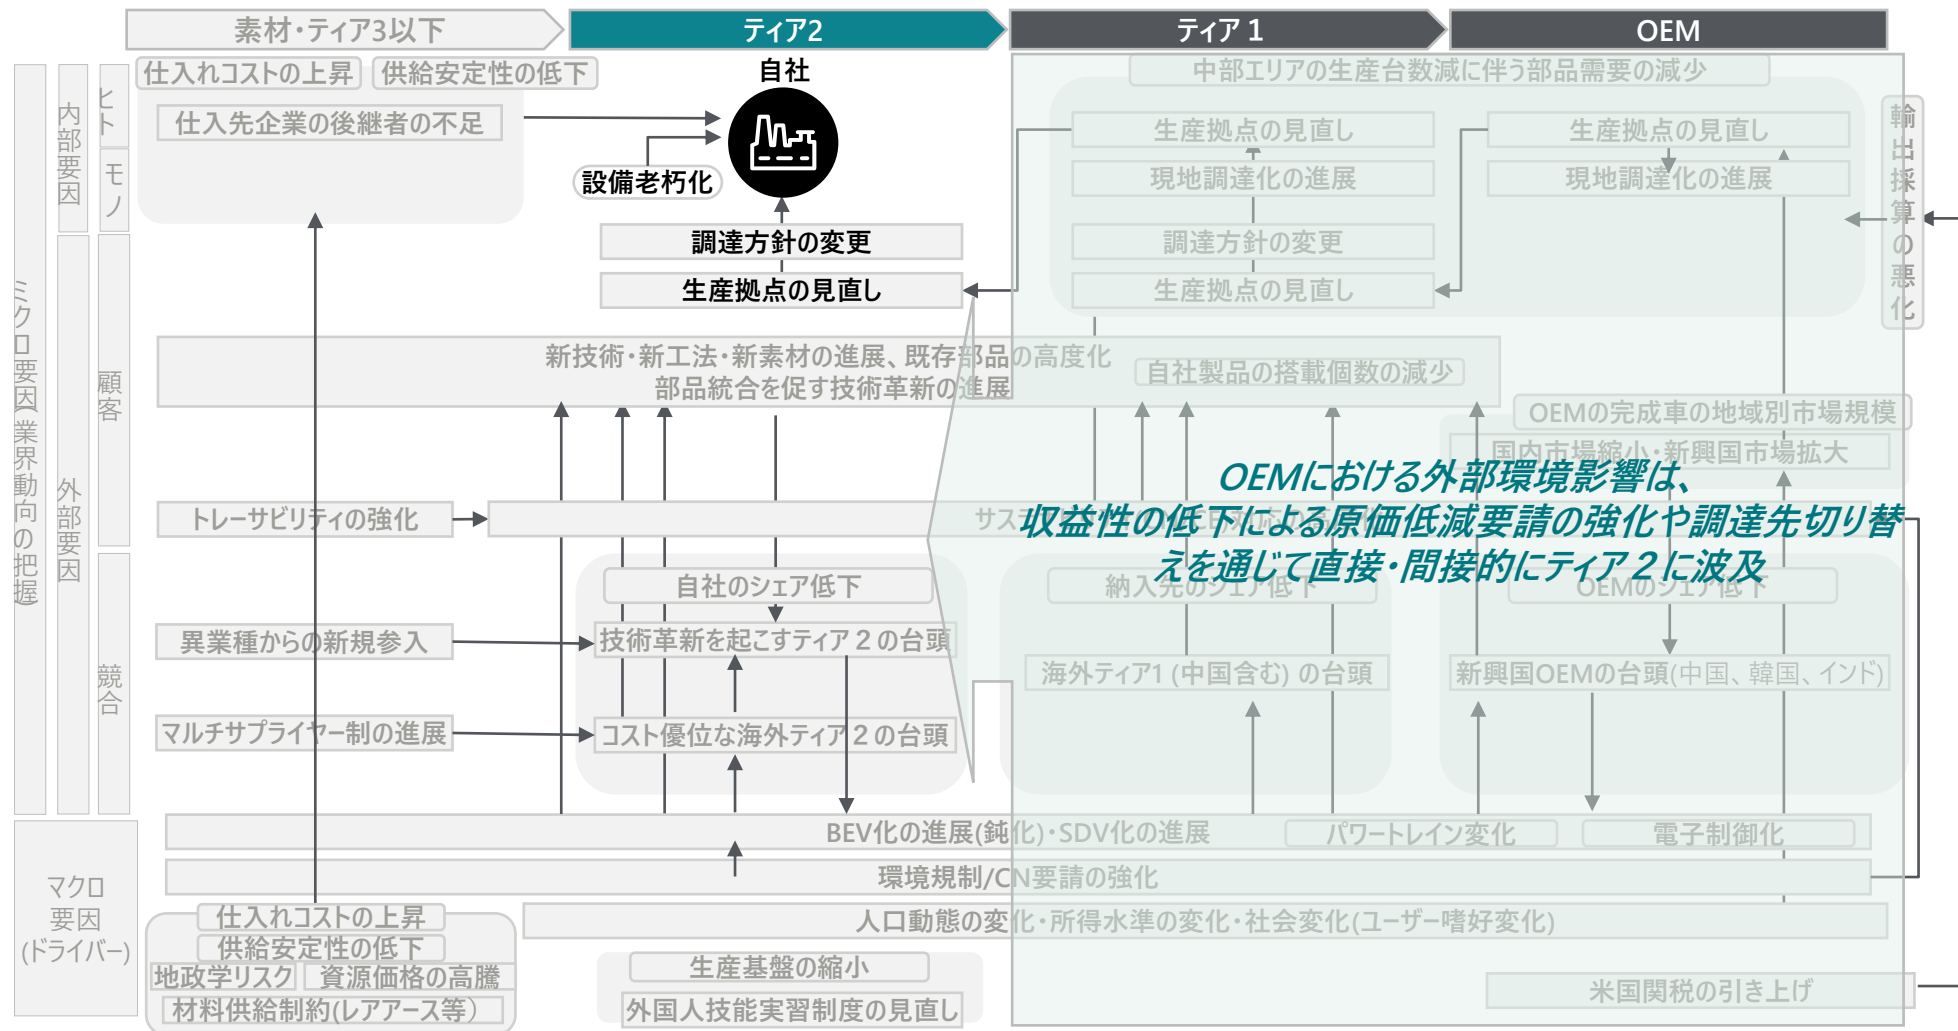 素材・ティア3以下
ティア2
ティア１
OEM
ミクロ要因(業界動向の把握)
内部要因
ヒト
モノ
外部要因
顧客
競合
マクロ
要因
(ドライバー)
仕入れコストの上昇
供給安定性の低下
仕入先企業の後継者の不足
自社
設備老朽化
調達方針の変更
生産拠点の見直し
中部エリアの生産台数減に伴う部品需要の減少
生産拠点の見直し
現地調達化の進展
調達方針の変更
生産拠点の見直し
生産拠点の見直し
現地調達化の進展
輸出採算の悪化
新技術・新工法・新素材の進展、既存部品の高度化
部品統合を促す技術革新の進展
自社製品の搭載個数の減少
OEMの完成車の地域別市場規模
国内市場縮小・新興国市場拡大
OEMにおける外部環境影響は、
収益性の低下による原価低減要請の強化や調達先切り替
えを通じて直接・間接的にティア２に波及
トレーサビリティの強化
自社のシェア低下
納入先のシェア低下
OEMのシェア低下
異業種からの新規参入
技術革新を起こすティア２の台頭
海外ティア1 (中国含む) の台頭
新興国OEMの台頭(中国、韓国、インド)
マルチサプライヤー制の進展
コスト優位な海外ティア２の台頭
BEV化の進展(鈍化)・SDV化の進展
パワートレイン変化
電子制御化
環境規制/CN要請の強化
人口動態の変化・所得水準の変化・社会変化(ユーザー嗜好変化)
仕入れコストの上昇
供給安定性の低下
地政学リスク
資源価格の高騰
材料供給制約(レアアース等）
生産基盤の縮小
外国人技能実習制度の見直し
米国関税の引き上げ